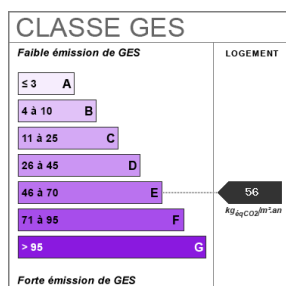 CLASSE GES
Faible émission de GES
LOGEMENT
≤ 3 A
4 à 10 B
11 à 25 C
26 à 45 D
46 à 70 E
56
kgéqCO2/m².an
71 à 95 F
> 95 G
Forte émission de GES